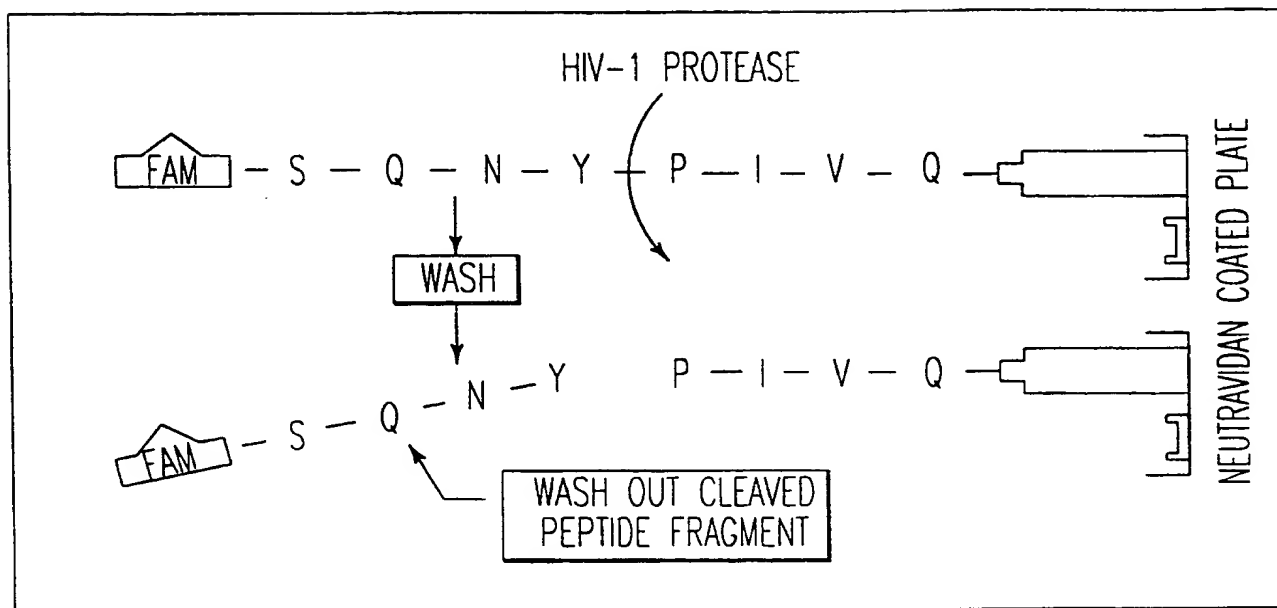 HIV-1 PROTEASE
FAM — S — Q — N — Y — P — I — V — Q
WASH
FAM — S — Q — N — Y P — I — V — Q
WASH OUT CLEAVED
PEPTIDE FRAGMENT
NEUTRAVIDAN COATED PLATE